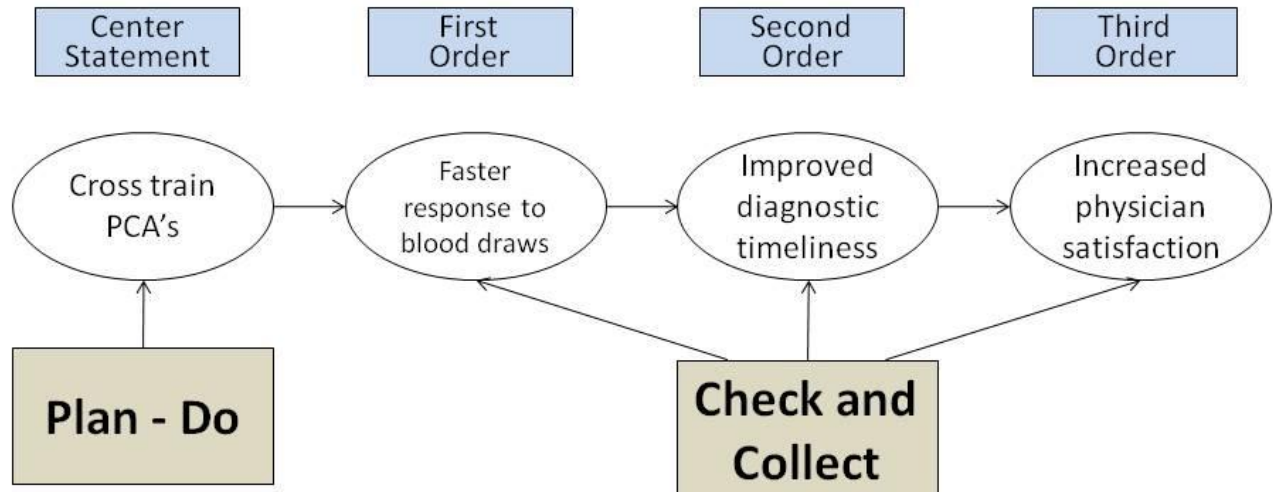 Center
Statement
First
Order
Second
Order
Third
Order
Cross train
PCA's
Faster
response to
blood draws
Improved
diagnostic
timeliness
Increased
physician
satisfaction
Plan - Do
Check and
Collect